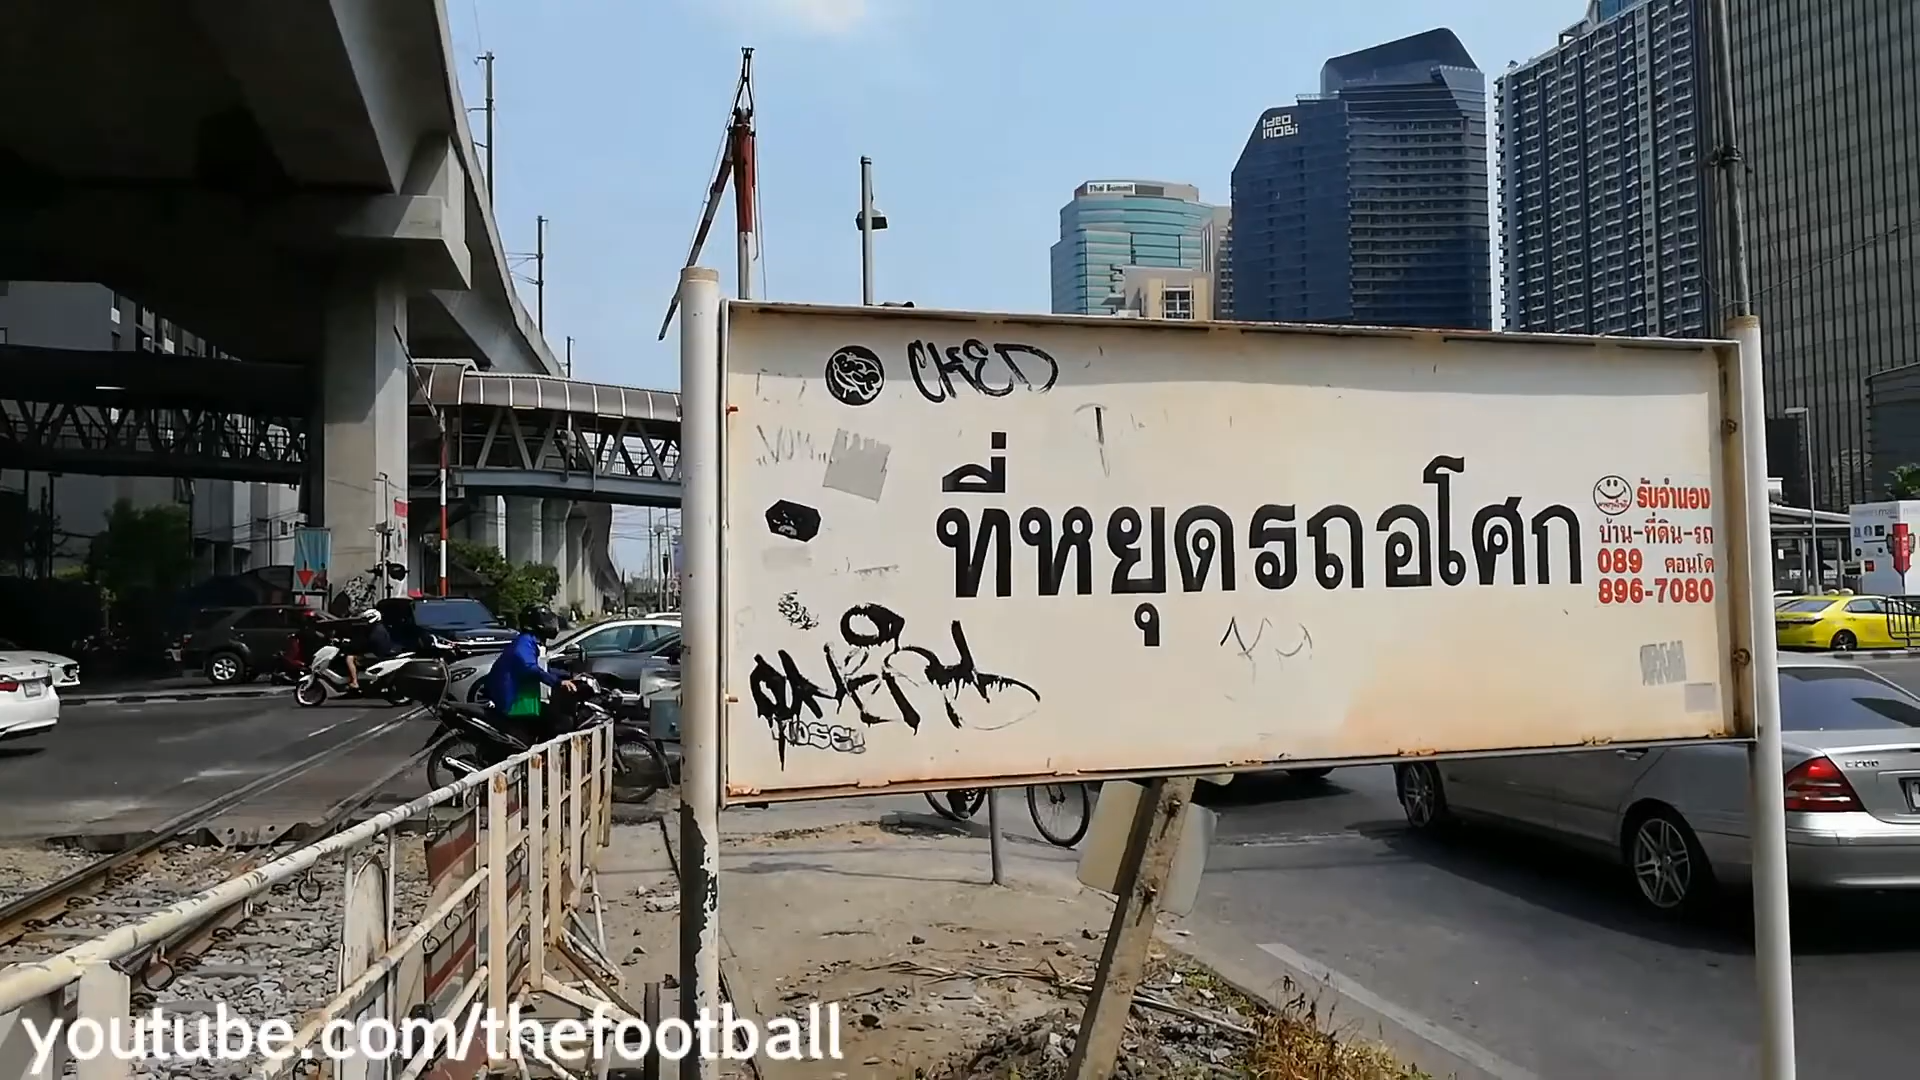 Ideo
Mobi
Thai Summit
CKED
ที่หยุดรถอโศก
รับจำนอง
บ้าน-ที่ดิน-รถ
089 คอนโด
896-7080
C200
youtube.com/thefootball